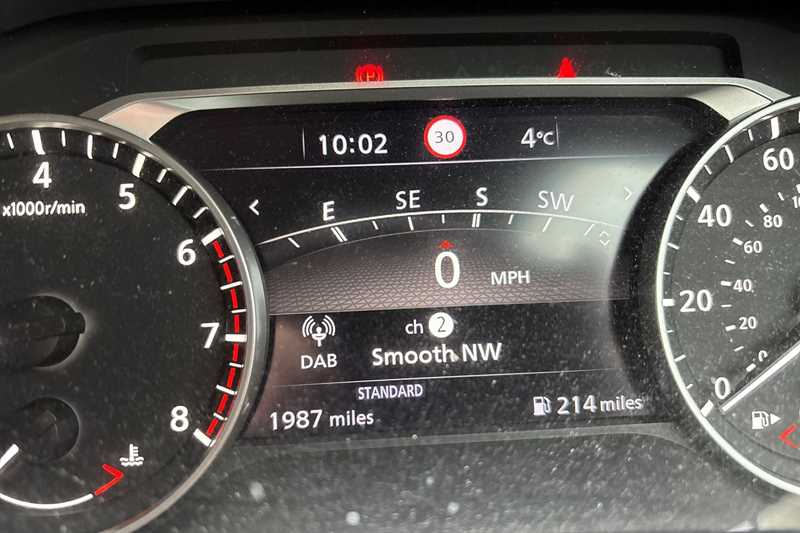 P
10:02
30
4°C
E SE S SW
0 MPH
DAB
ch 2
Smooth NW
STANDARD
1987 miles
214 miles
x1000r/min
4
5
6
7
8
0
20
40
60
0
20
40
60
80